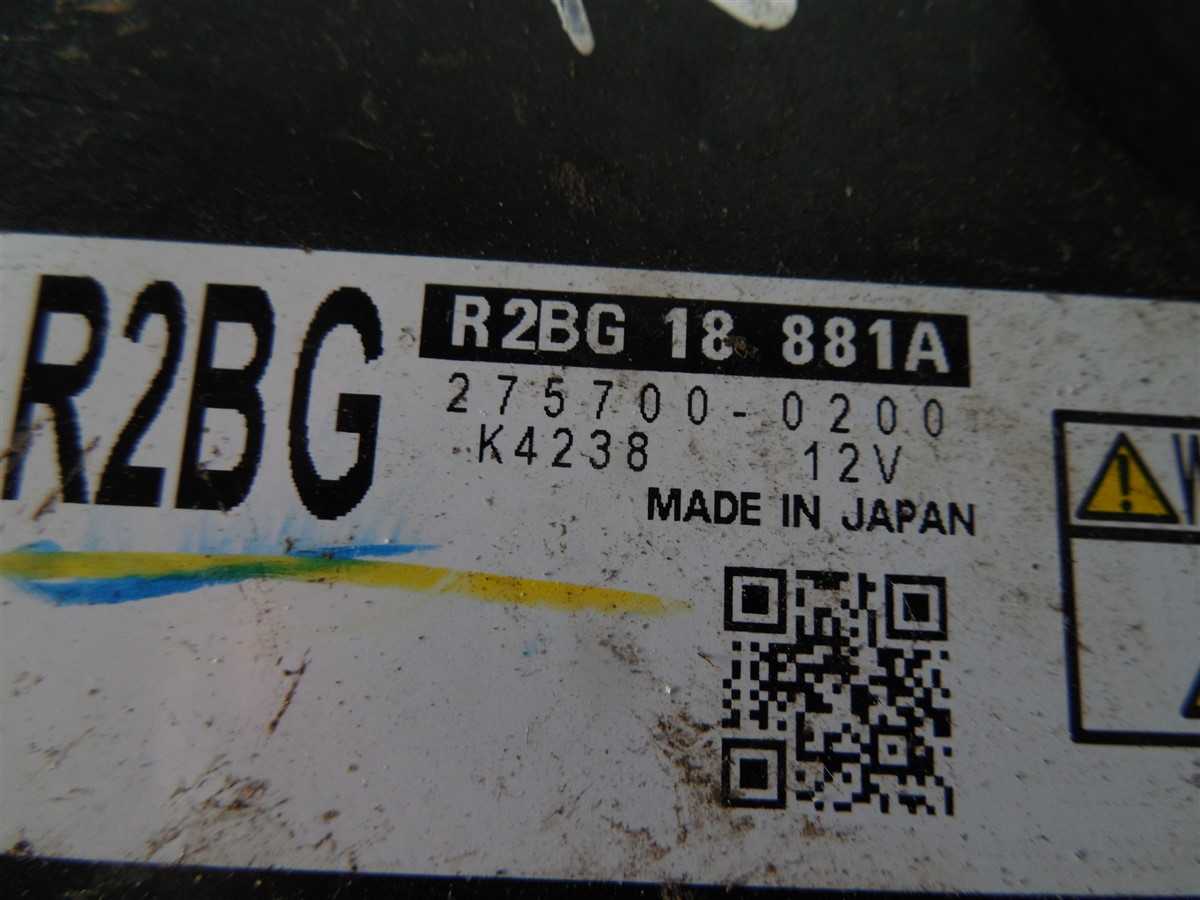 R2BG
R2BG 18 881A
275700-0200
K4238 12V
MADE IN JAPAN